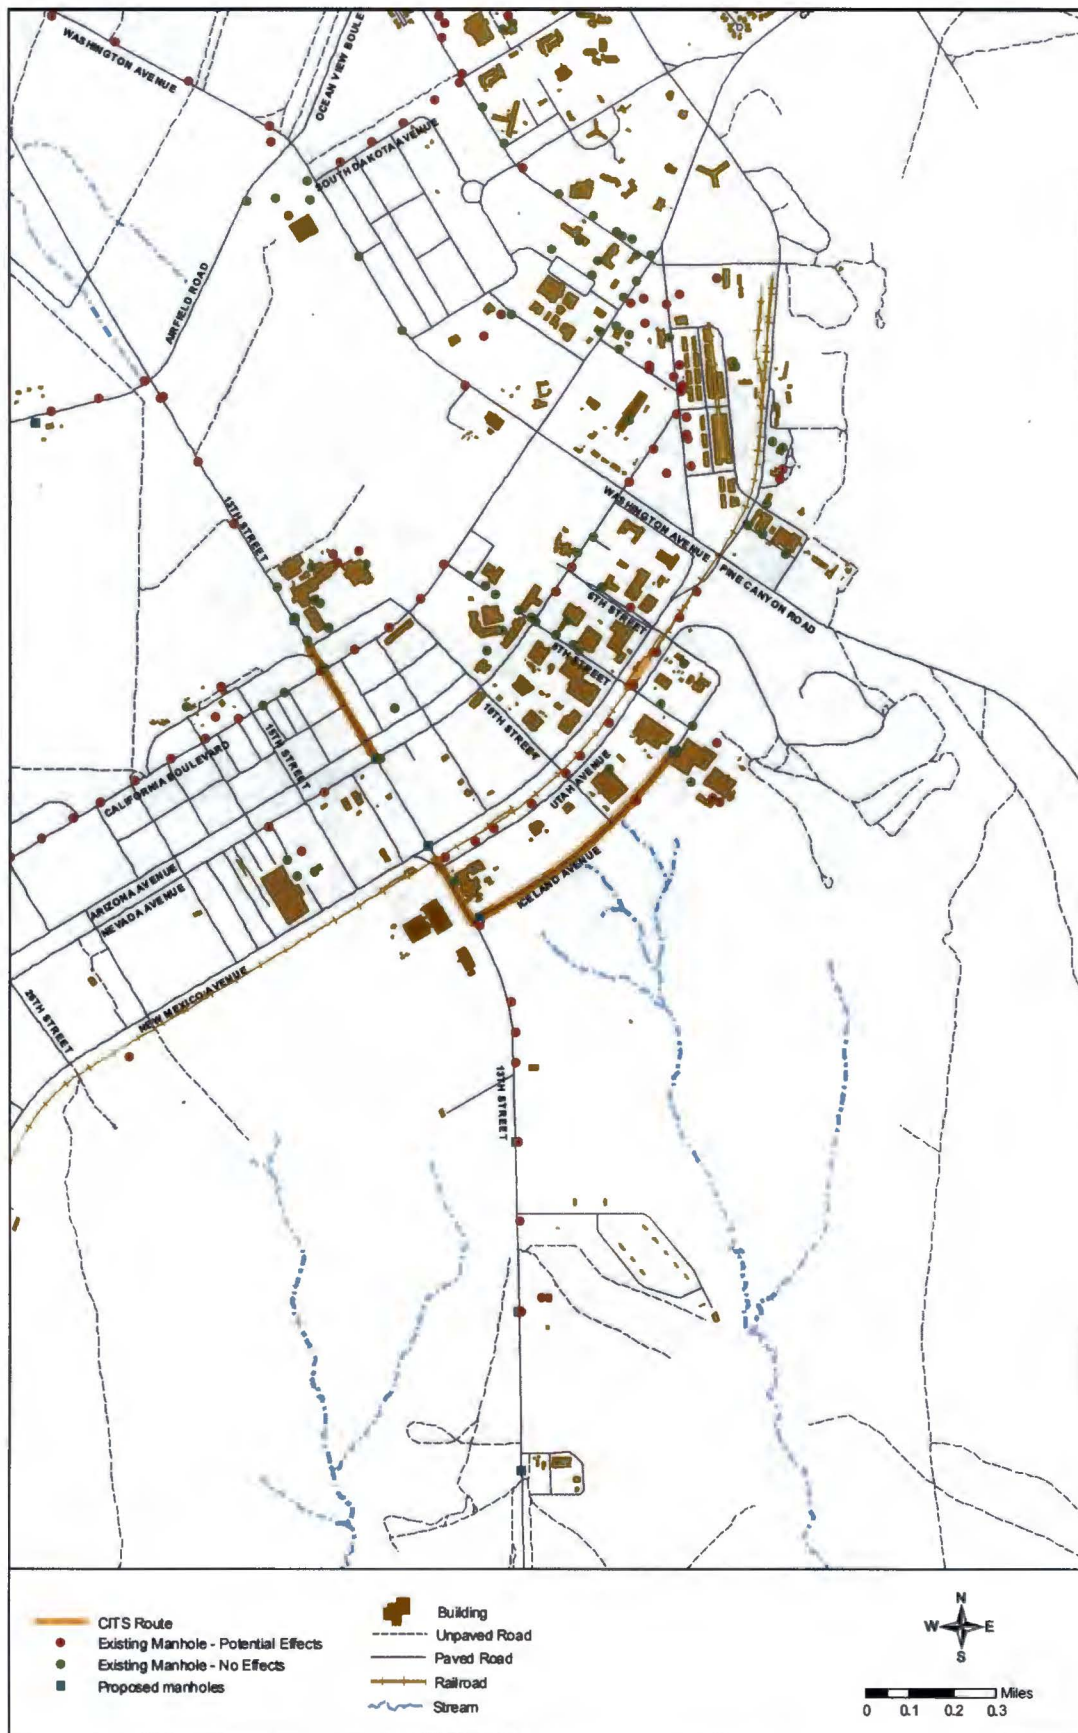 WASHINGTON AVENUE
OCEAN VIEW BOULE
SOUTH DAKOTA AVENUE
AIRFIELD ROAD
13TH STREET
WASHINGTON AVENUE
PINE CANYON ROAD
6TH STREET
8TH STREET
10TH STREET
15TH STREET
UTAH AVENUE
CALIFORNIA BOULEVARD
ICELAND AVENUE
ARIZONA AVENUE
NEVADA AVENUE
NEW MEXICO AVENUE
26TH STREET
13TH STREET
CITS Route
Existing Manhole - Potential Effects
Existing Manhole - No Effects
Proposed manholes
Building
Unpaved Road
Paved Road
Railroad
Stream
N
W E
S
Miles
0 0.1 0.2 0.3